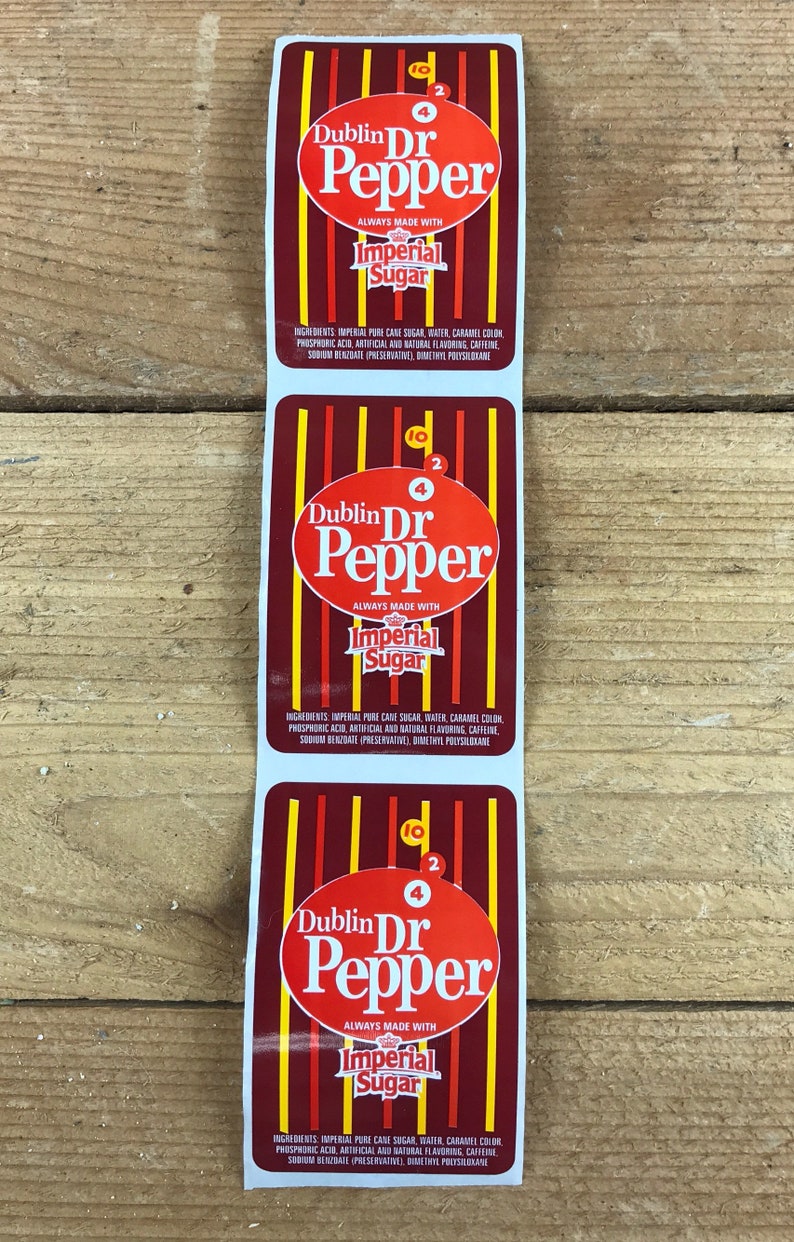 10
2
4
Dublin Dr
Pepper
ALWAYS MADE WITH
Imperial
Sugar
INGREDIENTS: IMPERIAL PURE CANE SUGAR, WATER, CARAMEL COLOR,
PHOSPHORIC ACID, ARTIFICIAL AND NATURAL FLAVORING, CAFFEINE,
SODIUM BENZOATE (PRESERVATIVE), DIMETHYL POLYSILOXANE
10
2
4
Dublin Dr
Pepper
ALWAYS MADE WITH
Imperial
Sugar
INGREDIENTS: IMPERIAL PURE CANE SUGAR, WATER, CARAMEL COLOR,
PHOSPHORIC ACID, ARTIFICIAL AND NATURAL FLAVORING, CAFFEINE,
SODIUM BENZOATE (PRESERVATIVE), DIMETHYL POLYSILOXANE
10
2
4
Dublin Dr
Pepper
ALWAYS MADE WITH
Imperial
Sugar
INGREDIENTS: IMPERIAL PURE CANE SUGAR, WATER, CARAMEL COLOR,
PHOSPHORIC ACID, ARTIFICIAL AND NATURAL FLAVORING, CAFFEINE,
SODIUM BENZOATE (PRESERVATIVE), DIMETHYL POLYSILOXANE